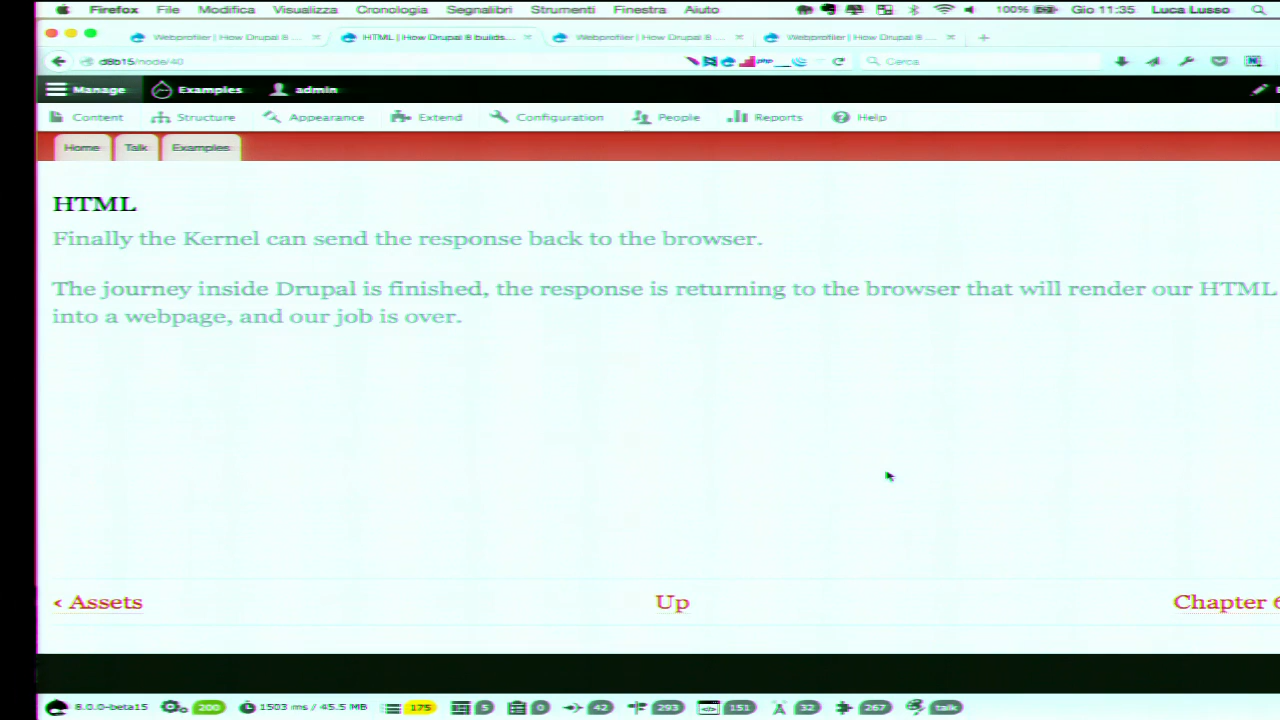 Firefox File Modifica Visualizza Cronologia Segnalibri Strumenti Finestra Aiuto 100% Gio 11:35 Luca Lusso
Webprofiler | How Drupal 8 ... HTML | How Drupal 8 builds... Webprofiler | How Drupal 8 ... Webprofiler | How Drupal 8 ...
d8b15/node/40 php Cerca
Manage Examples admin
Content Structure Appearance Extend Configuration People Reports Help
Home Talk Examples
HTML
Finally the Kernel can send the response back to the browser.
The journey inside Drupal is finished, the response is returning to the browser that will render our HTML
into a webpage, and our job is over.
‹ Assets Up Chapter 6
8.0.0-beta15 200 1503 ms / 45.5 MB 175 5 0 42 293 151 32 267 talk